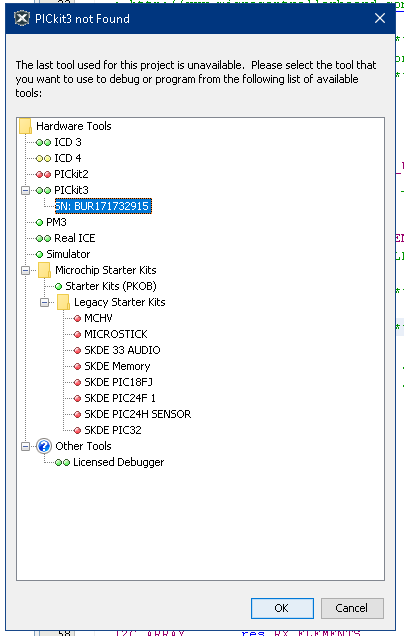 PICkit3 not Found
The last tool used for this project is unavailable. Please select the tool that
you want to use to debug or program from the following list of available
tools:
Hardware Tools
ICD 3
ICD 4
PICkit2
PICkit3
SN: BUR171732915
PM3
Real ICE
Simulator
Microchip Starter Kits
Starter Kits (PKOB)
Legacy Starter Kits
MCHV
MICROSTICK
SKDE 33 AUDIO
SKDE Memory
SKDE PIC18FJ
SKDE PIC24F 1
SKDE PIC24H SENSOR
SKDE PIC32
Other Tools
Licensed Debugger
OK Cancel
58 I2C_ARRAY res RX_ELEMENTS